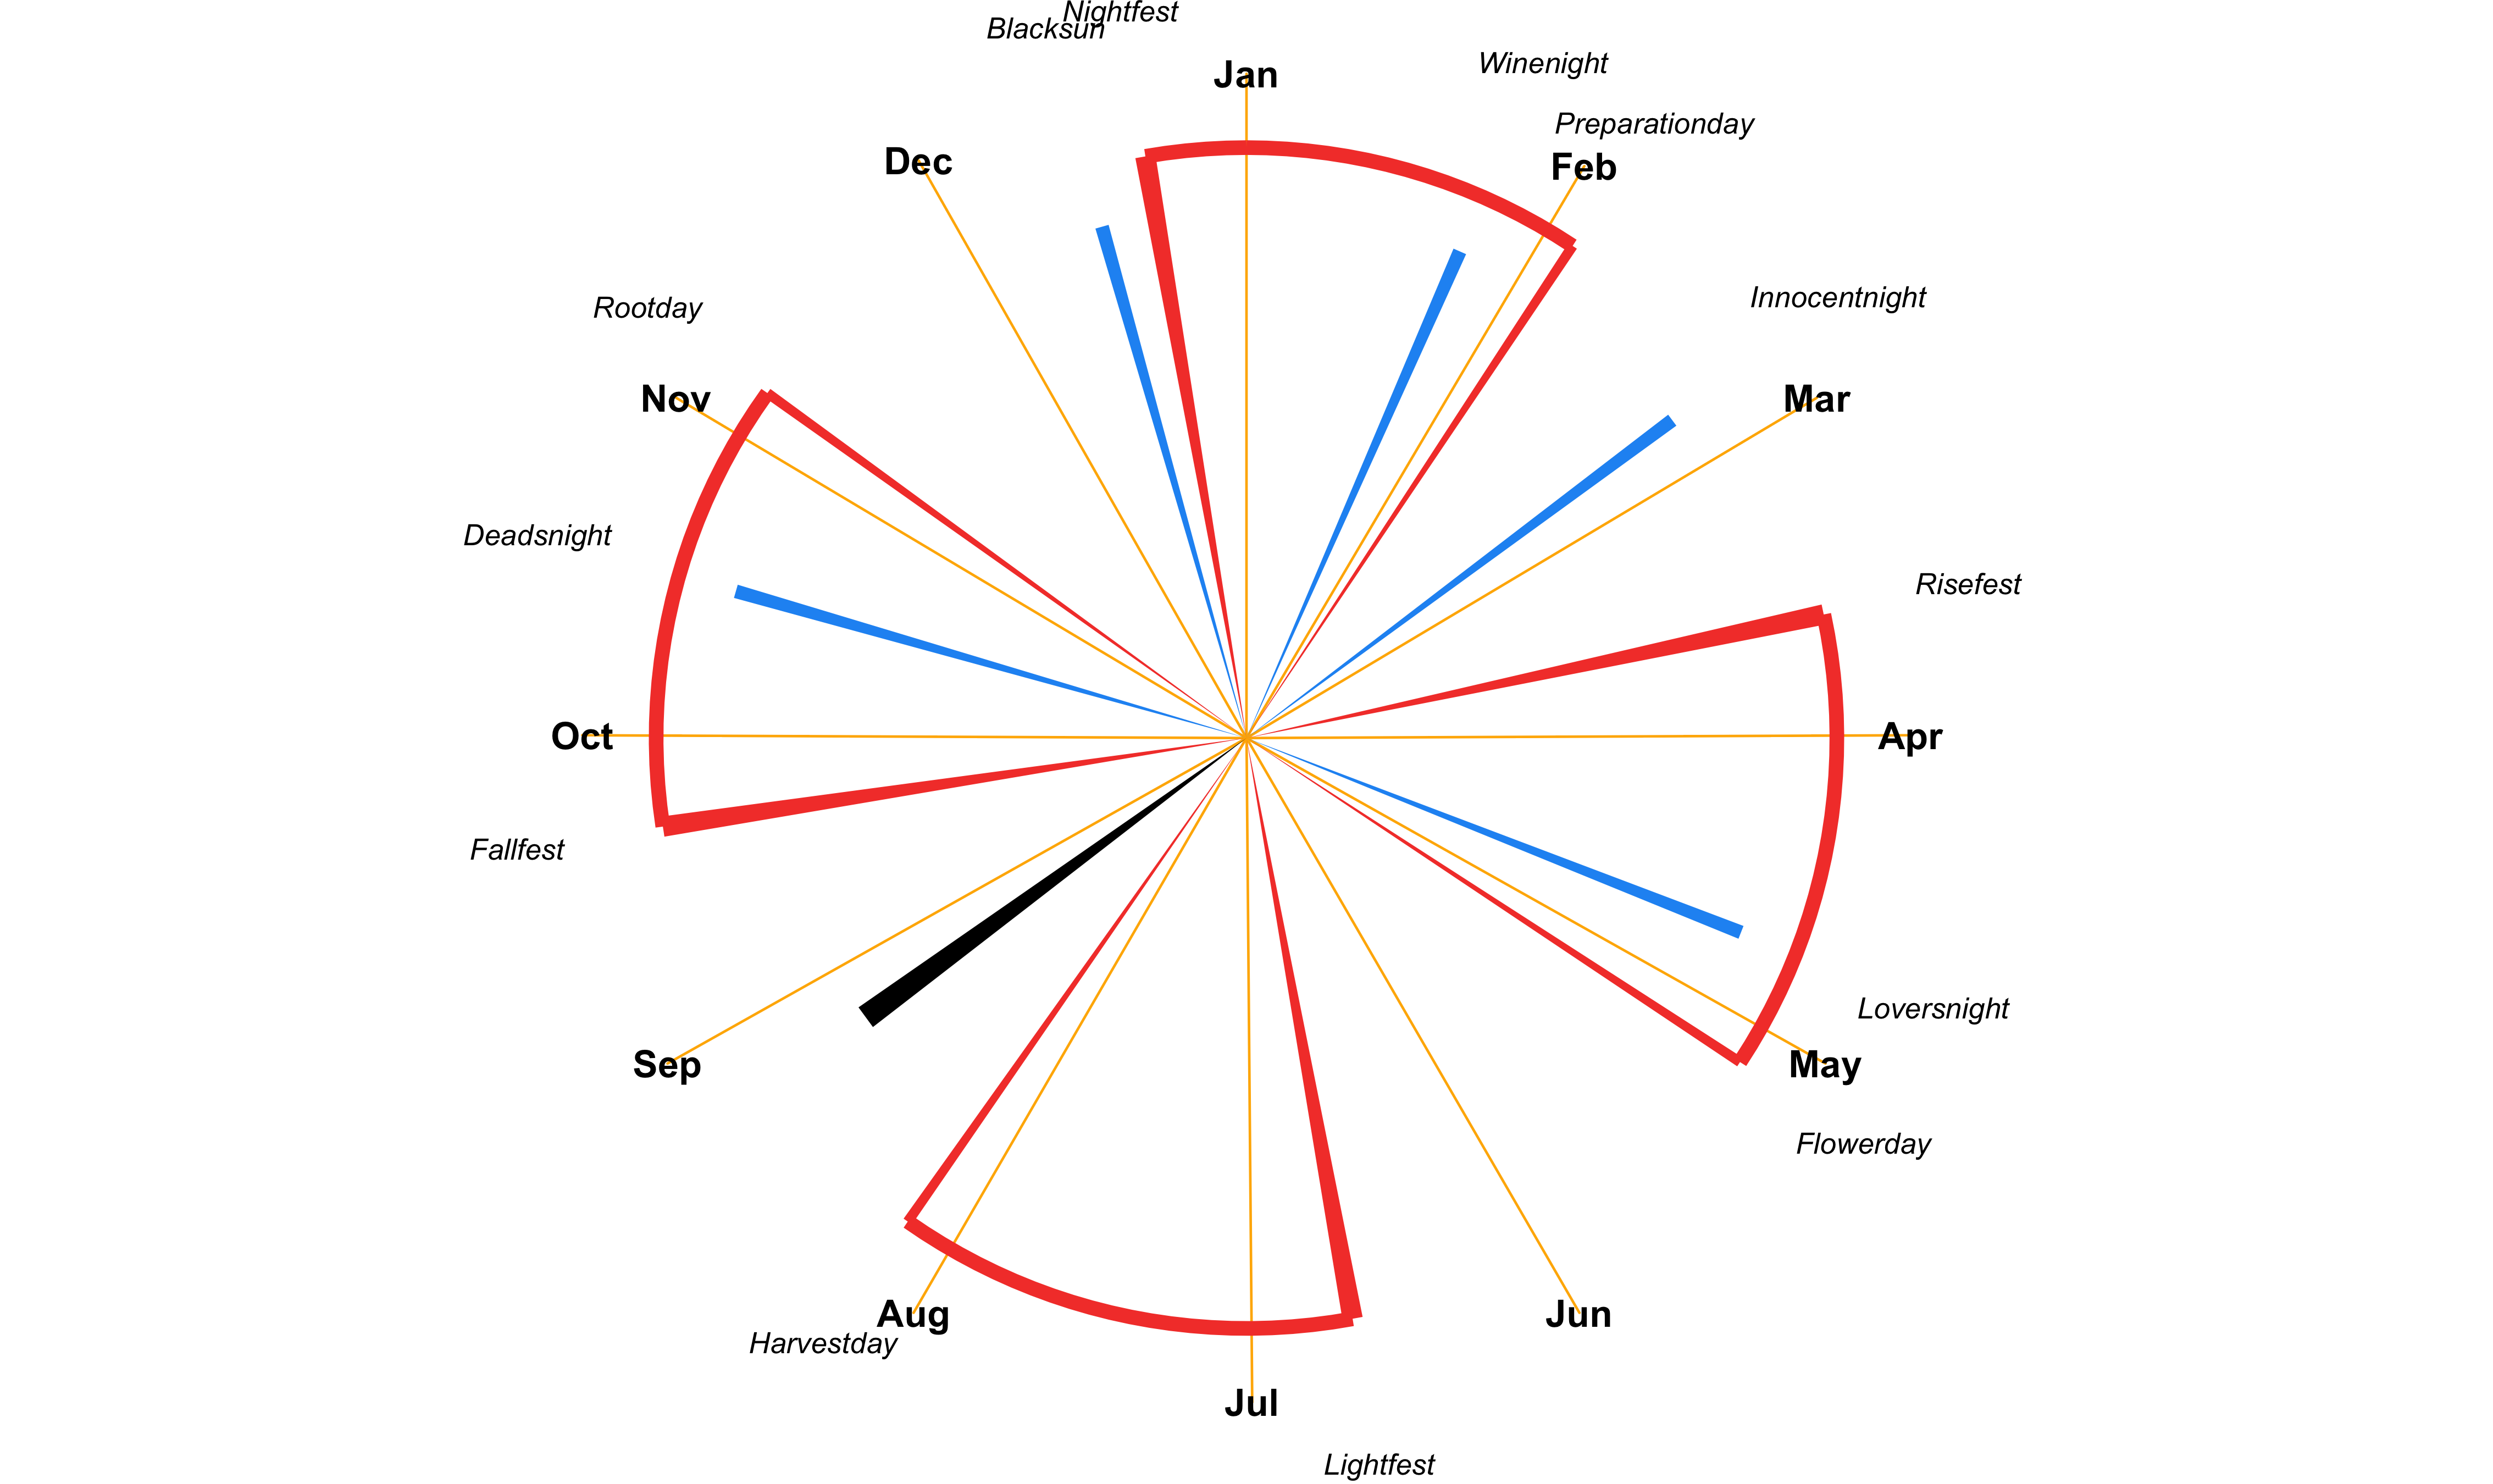 Nightfest
Blacksun
Winenight
Jan
Preparationday
Dec
Feb
Innocentnight
Rootday
Nov
Mar
Deadsnight
Risefest
Oct
Apr
Fallfest
Loversnight
Sep
May
Flowerday
Aug
Jun
Harvestday
Jul
Lightfest